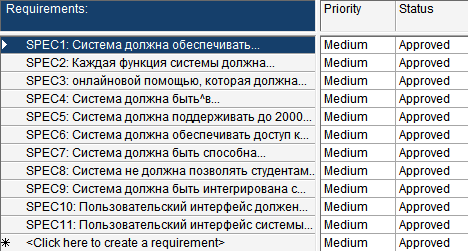 Requirements: Priority Status
SPEC1: Система должна обеспечивать... Medium Approved
SPEC2: Каждая функция системы должна... Medium Approved
SPEC3: онлайновой помощью, которая должна... Medium Approved
SPEC4: Система должна быть^в... Medium Approved
SPEC5: Система должна поддерживать до 2000... Medium Approved
SPEC6: Система должна обеспечивать доступ к... Medium Approved
SPEC7: Система должна быть способна... Medium Approved
SPEC8: Система не должна позволять студентам... Medium Approved
SPEC9: Система должна быть интегрирована с... Medium Approved
SPEC10: Пользовательский интерфейс должен... Medium Approved
SPEC11: Пользовательский интерфейс системы... Medium Approved
<Click here to create a requirement> Medium Approved